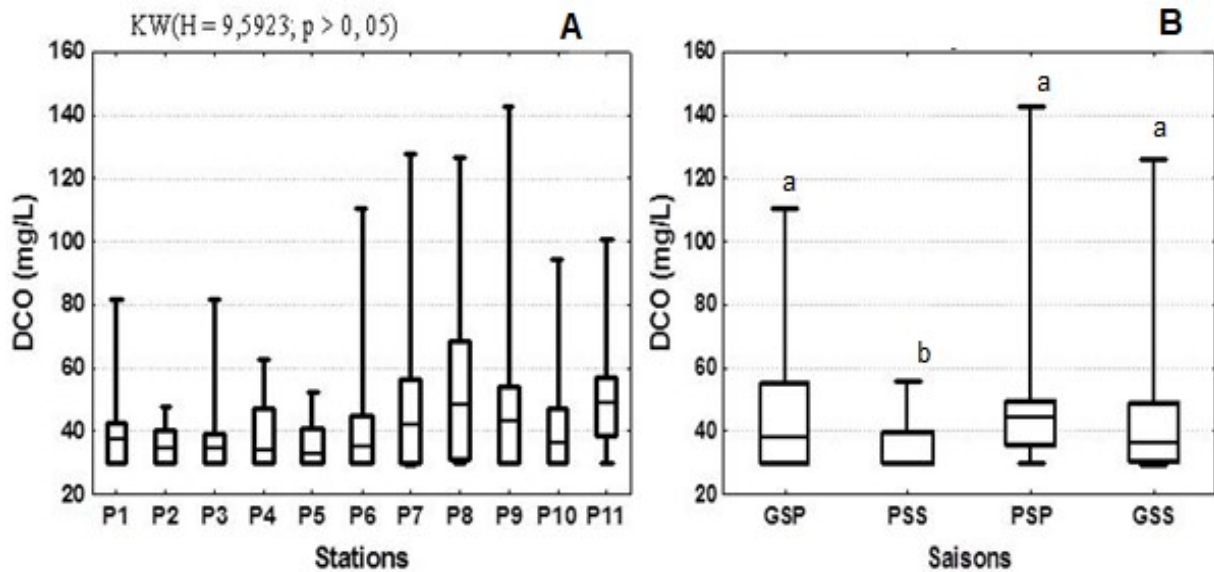 KW(H = 9,5923; p > 0, 05)
A
DCO (mg/L)
160
140
120
100
80
60
40
20
P1 P2 P3 P4 P5 P6 P7 P8 P9 P10 P11
Stations
B
DCO (mg/L)
160
140
120
100
80
60
40
20
a
b
a
a
GSP PSS PSP GSS
Saisons